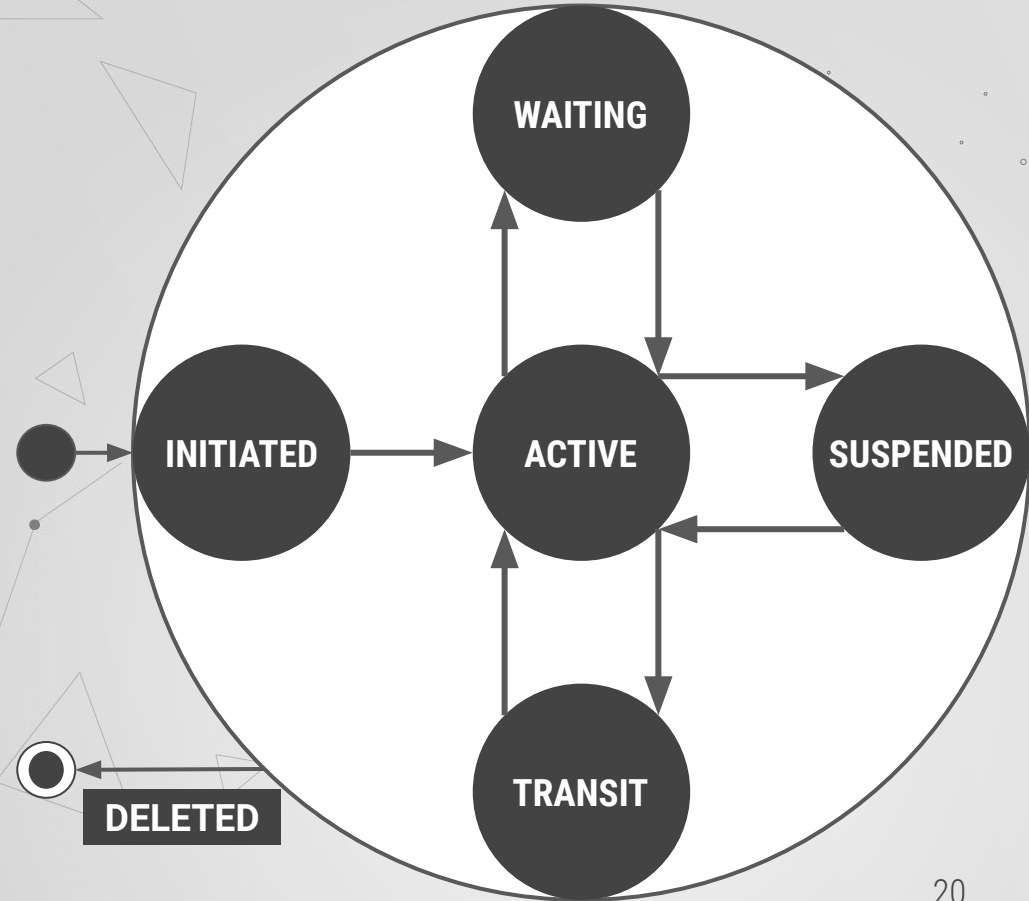 WAITING
INITIATED
ACTIVE
SUSPENDED
TRANSIT
DELETED
20